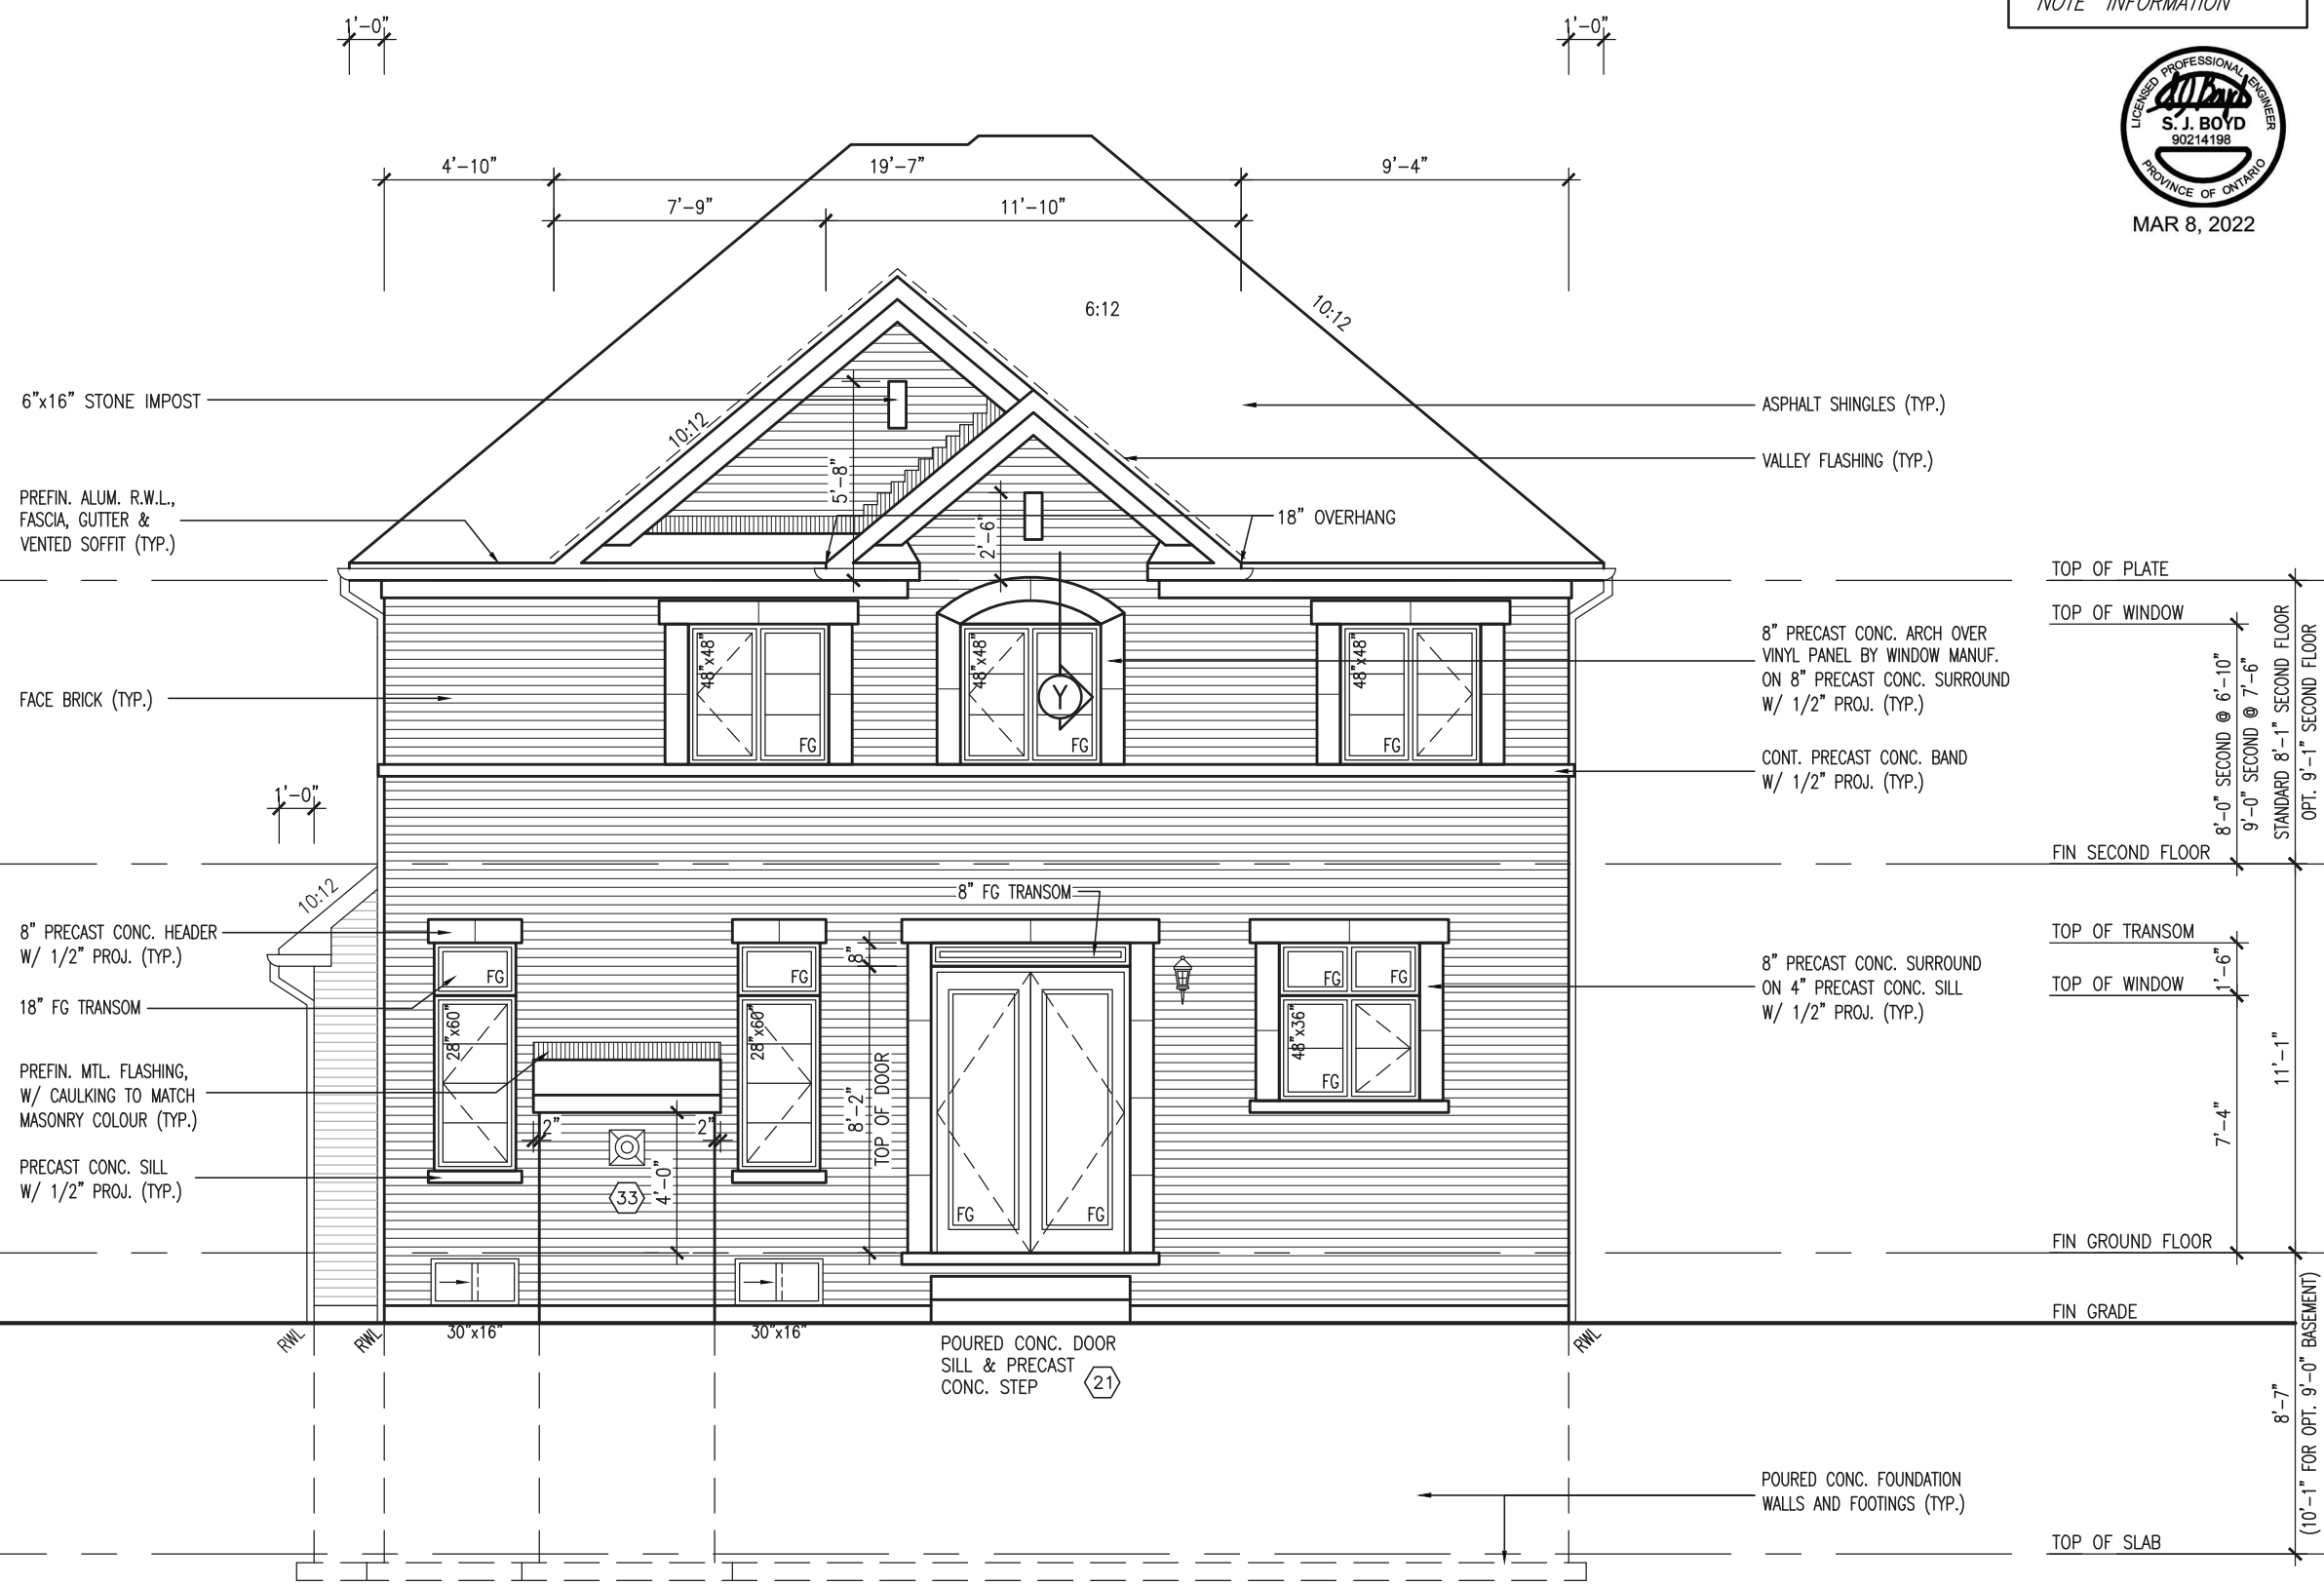 NOTE INFORMATION
LICENSED PROFESSIONAL ENGINEER
S. J. BOYD
90214198
PROVINCE OF ONTARIO
MAR 8, 2022
1'-0"
1'-0"
4'-10"
19'-7"
9'-4"
7'-9"
11'-10"
6:12
10:12
10:12
6"x16" STONE IMPOST
ASPHALT SHINGLES (TYP.)
VALLEY FLASHING (TYP.)
5'-8"
2'-6"
18" OVERHANG
PREFIN. ALUM. R.W.L.,
FASCIA, GUTTER &
VENTED SOFFIT (TYP.)
TOP OF PLATE
TOP OF WINDOW
8" PRECAST CONC. ARCH OVER
VINYL PANEL BY WINDOW MANUF.
ON 8" PRECAST CONC. SURROUND
W/ 1/2" PROJ. (TYP.)
48"x48"
FG
48"x48"
FG
Y
48"x48"
FG
FACE BRICK (TYP.)
CONT. PRECAST CONC. BAND
W/ 1/2" PROJ. (TYP.)
8'-0" SECOND @ 6'-10"
9'-0" SECOND @ 7'-6"
STANDARD 8'-1" SECOND FLOOR
OPT. 9'-1" SECOND FLOOR
1'-0"
10:12
FIN SECOND FLOOR
8" FG TRANSOM
8" PRECAST CONC. HEADER
W/ 1/2" PROJ. (TYP.)
18" FG TRANSOM
PREFIN. MTL. FLASHING,
W/ CAULKING TO MATCH
MASONRY COLOUR (TYP.)
PRECAST CONC. SILL
W/ 1/2" PROJ. (TYP.)
FG
28"x60"
2"
2"
33
4'-0"
FG
28"x60"
8"
8'-2"
TOP OF DOOR
FG
FG
FG
FG
48"x36"
FG
TOP OF TRANSOM
TOP OF WINDOW
8" PRECAST CONC. SURROUND
ON 4" PRECAST CONC. SILL
W/ 1/2" PROJ. (TYP.)
1'-6"
7'-4"
11'-1"
FIN GROUND FLOOR
FIN GRADE
RWL
RWL
30"x16"
30"x16"
POURED CONC. DOOR
SILL & PRECAST
CONC. STEP
21
RWL
8'-7"
(10'-1" FOR OPT. 9'-0" BASEMENT)
POURED CONC. FOUNDATION
WALLS AND FOOTINGS (TYP.)
TOP OF SLAB